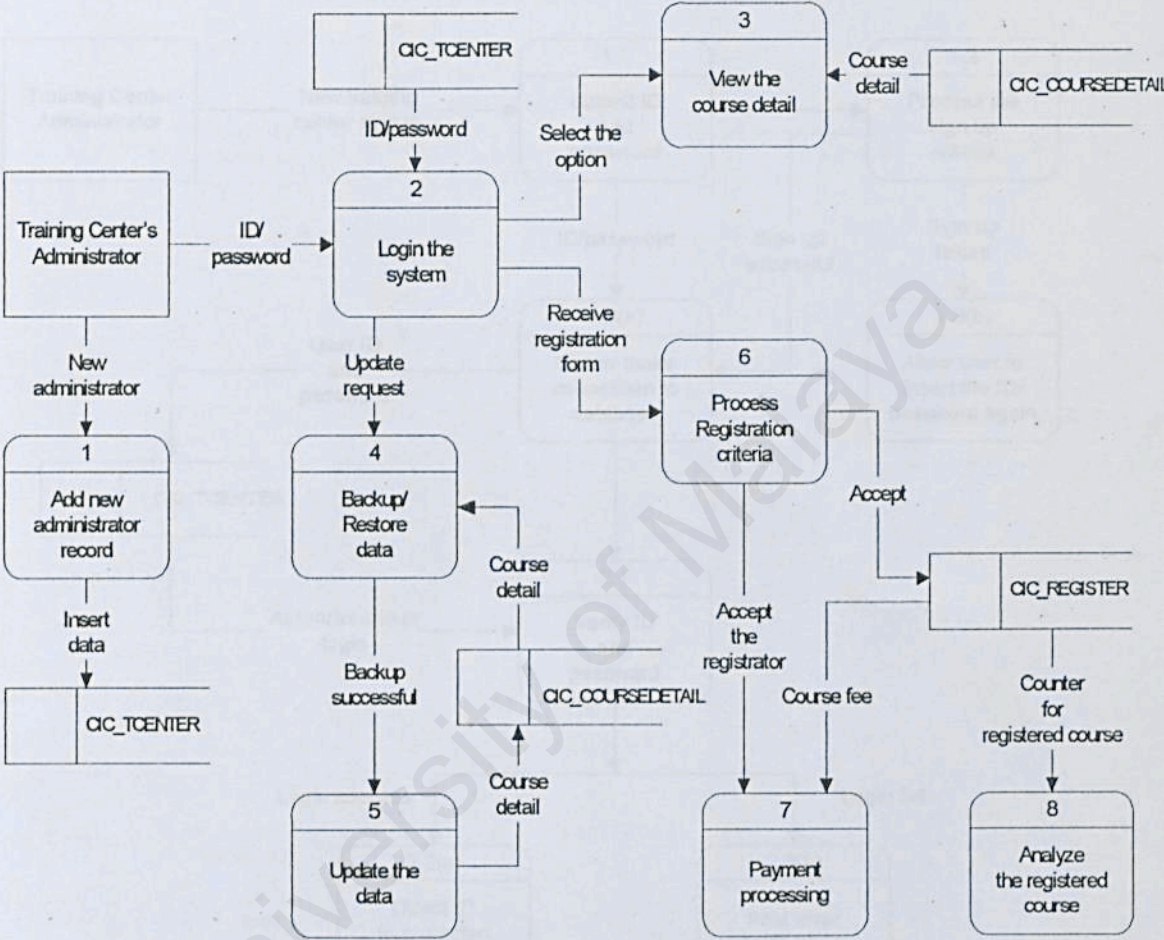 CIC_TCENTER
3
View the
course detail
Course
detail
CIC_COURSEDETAIL
ID/password
Select the
option
Training Center's
Administrator
ID/
password
2
Login the
system
New
administrator
Update
request
Receive
registration
form
6
Process
Registration
criteria
1
Add new
administrator
record
4
Backup/
Restore
data
Course
detail
Accept
CIC_REGISTER
Insert
data
Backup
successful
CIC_COURSEDETAIL
Accept
the
registrator
Course fee
Counter
for
registered course
CIC_TCENTER
5
Update the
data
Course
detail
7
Payment
processing
8
Analyze
the registered
course
University of Malaya